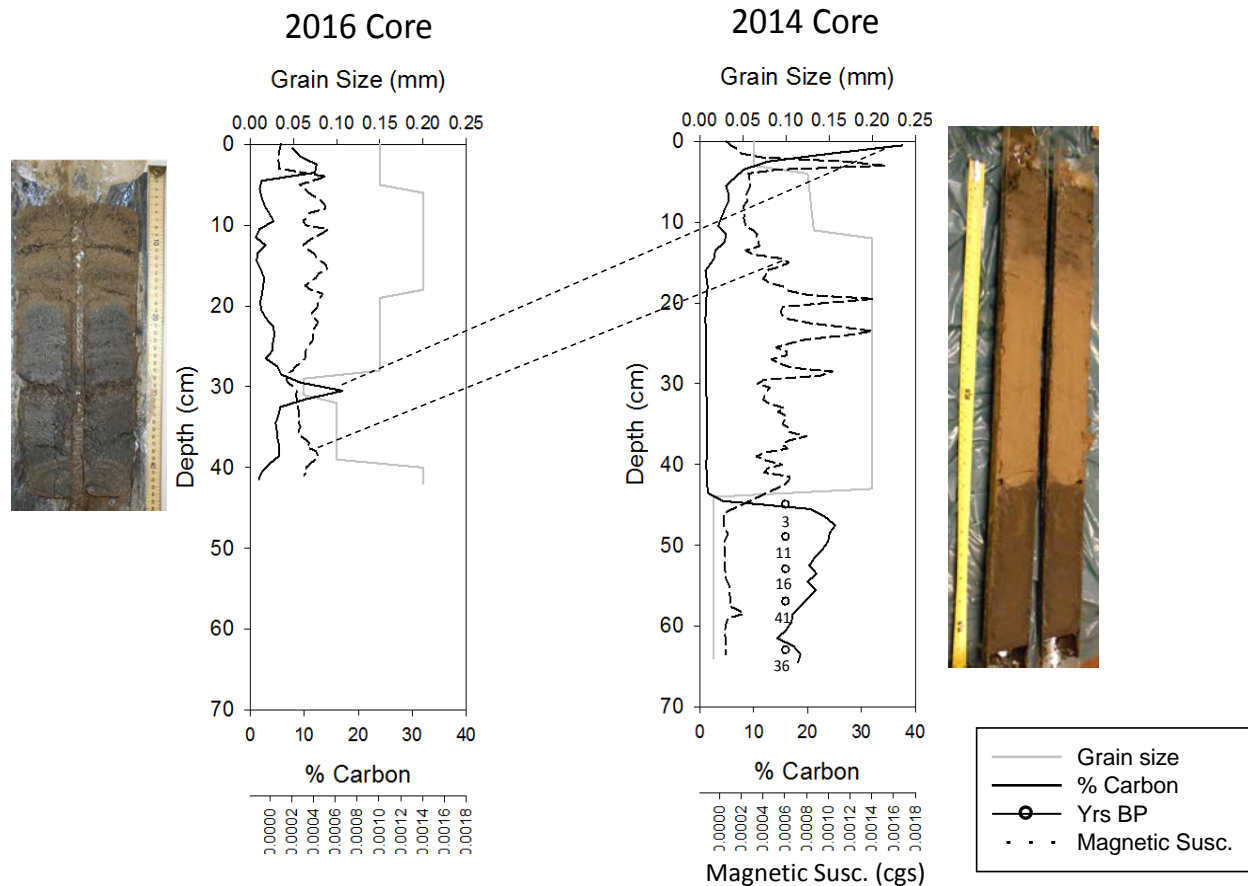 2016 Core
Grain Size (mm)
0.00 0.05 0.10 0.15 0.20 0.25
0
10
20
30
40
50
60
70
Depth (cm)
0 10 20 30 40
% Carbon
0.0000 0.0002 0.0004 0.0006 0.0008 0.0010 0.0012 0.0014 0.0016 0.0018
2014 Core
Grain Size (mm)
0.00 0.05 0.10 0.15 0.20 0.25
0
10
20
30
40
50
60
70
Depth (cm)
3
11
16
41
36
0 10 20 30 40
% Carbon
0.0000 0.0002 0.0004 0.0006 0.0008 0.0010 0.0012 0.0014 0.0016 0.0018
Magnetic Susc. (cgs)
Grain size
% Carbon
Yrs BP
Magnetic Susc.